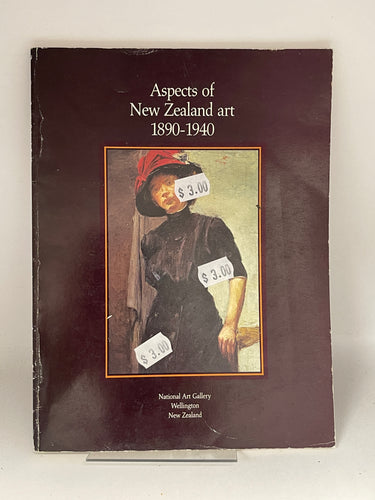 Aspects of
New Zealand art
1890-1940
$ 3.00
$ 3.00
$ 3.00
National Art Gallery
Wellington
New Zealand